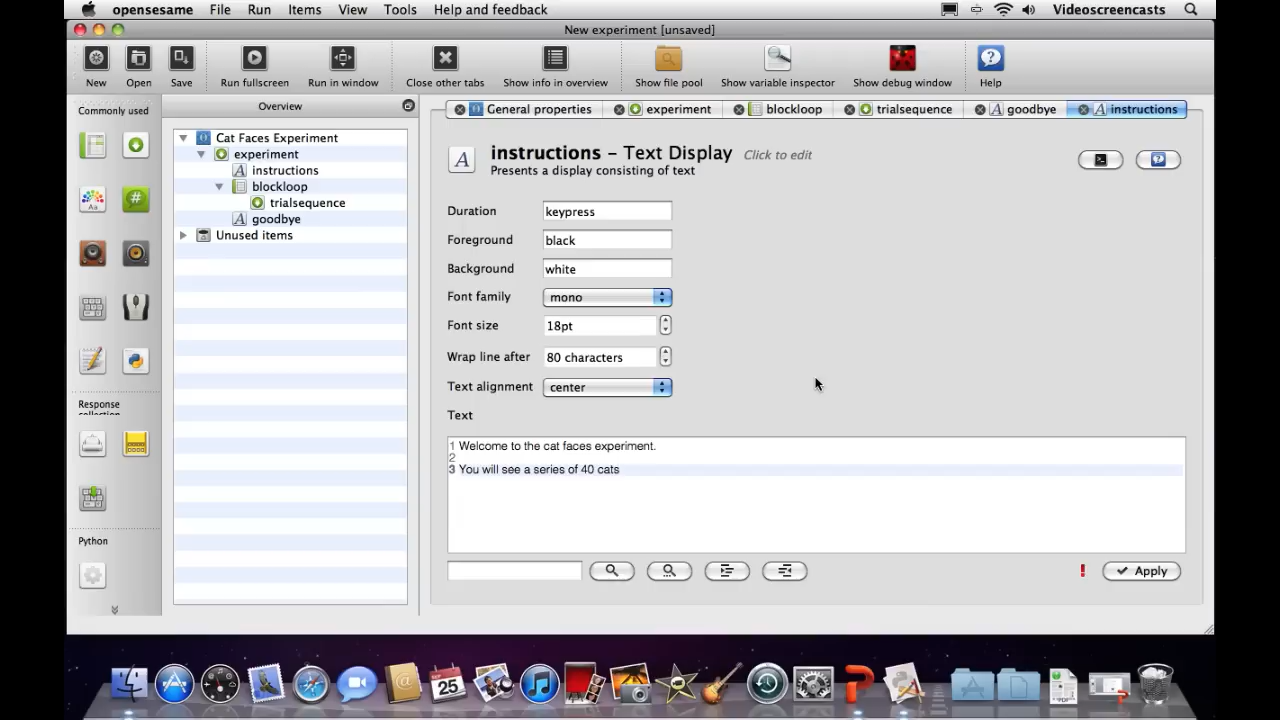 opensesame File Run Items View Tools Help and feedback Videoscreencasts
New experiment [unsaved]
New Open Save Run fullscreen Run in window Close other tabs Show info in overview Show file pool Show variable inspector Show debug window Help
Commonly used
Overview
General properties experiment blockloop trialsequence goodbye instructions
Cat Faces Experiment
experiment
instructions
blockloop
trialsequence
goodbye
Unused items
instructions – Text Display Click to edit
Presents a display consisting of text
Duration keypress
Foreground black
Background white
Font family mono
Font size 18pt
Wrap line after 80 characters
Text alignment center
Text
1 Welcome to the cat faces experiment.
2
3 You will see a series of 40 cats
Response
collection
Python
! Apply
JUL
25